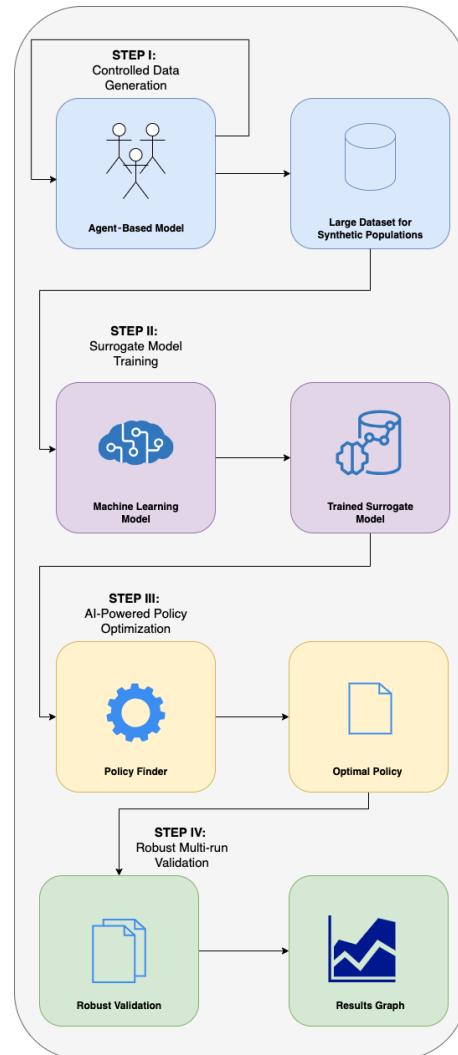 STEP I:
Controlled Data
Generation
Agent-Based Model
Large Dataset for
Synthetic Populations
STEP II:
Surrogate Model
Training
Machine Learning
Model
Trained Surrogate
Model
STEP III:
AI-Powered Policy
Optimization
Policy Finder
Optimal Policy
STEP IV:
Robust Multi-run
Validation
Robust Validation
Results Graph